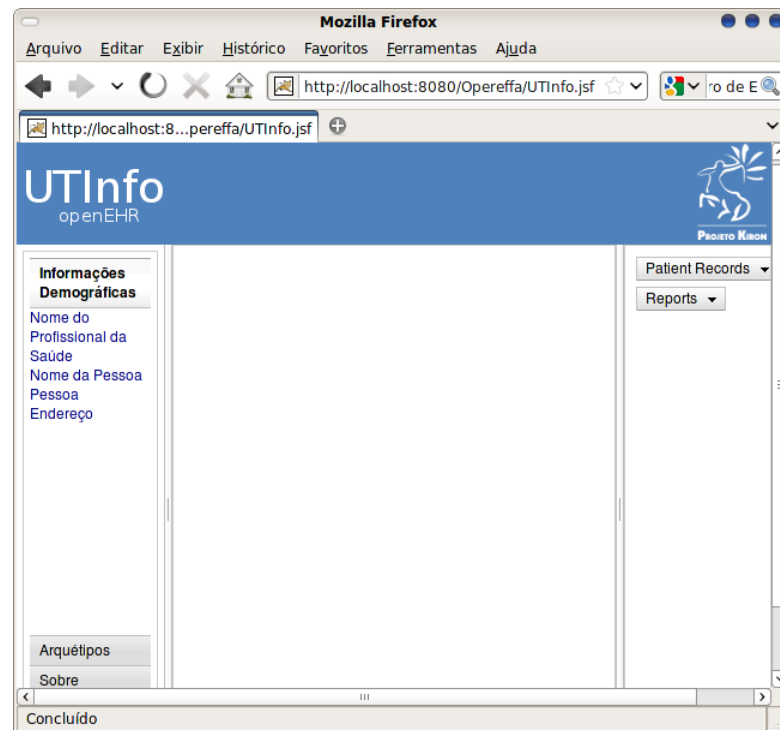 Mozilla Firefox
Arquivo Editar Exibir Histórico Favoritos Ferramentas Ajuda
http://localhost:8080/Opereffa/UTInfo.jsf
ro de E
http://localhost:8...pereffa/UTInfo.jsf
UTInfo
openEHR
PROJETO KIRON
Informações
Demográficas
Nome do
Profissional da
Saúde
Nome da Pessoa
Pessoa
Endereço
Arquétipos
Sobre
Patient Records
Reports
Concluído